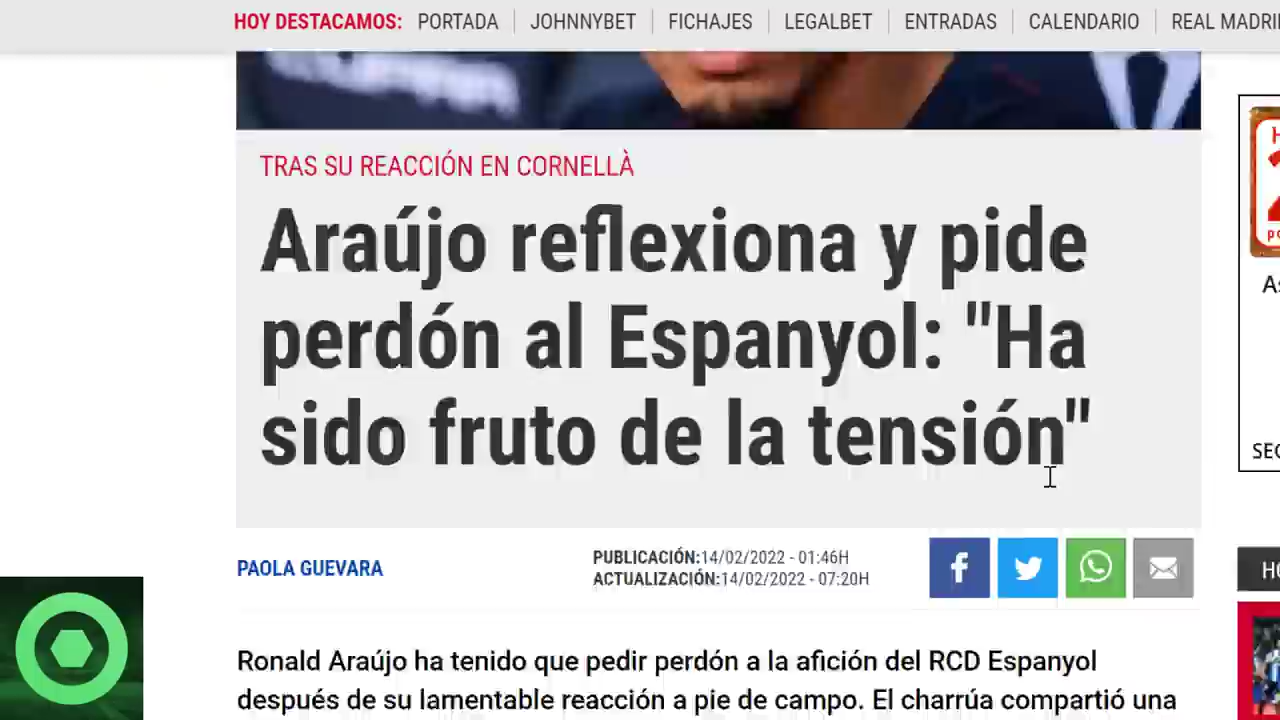 HOY DESTACAMOS: PORTADA JOHNNYBET FICHAJES LEGALBET ENTRADAS CALENDARIO REAL
TRAS SU REACCIÓN EN CORNELLÀ
Araújo reflexiona y pide
perdón al Espanyol: "Ha
sido fruto de la tensión"
PAOLA GUEVARA
PUBLICACIÓN:14/02/2022 - 01:46H
ACTUALIZACIÓN:14/02/2022 - 07:20H
Ronald Araújo ha tenido que pedir perdón a la afición del RCD Espanyol
después de su lamentable reacción a pie de campo. El charrúa compartió una